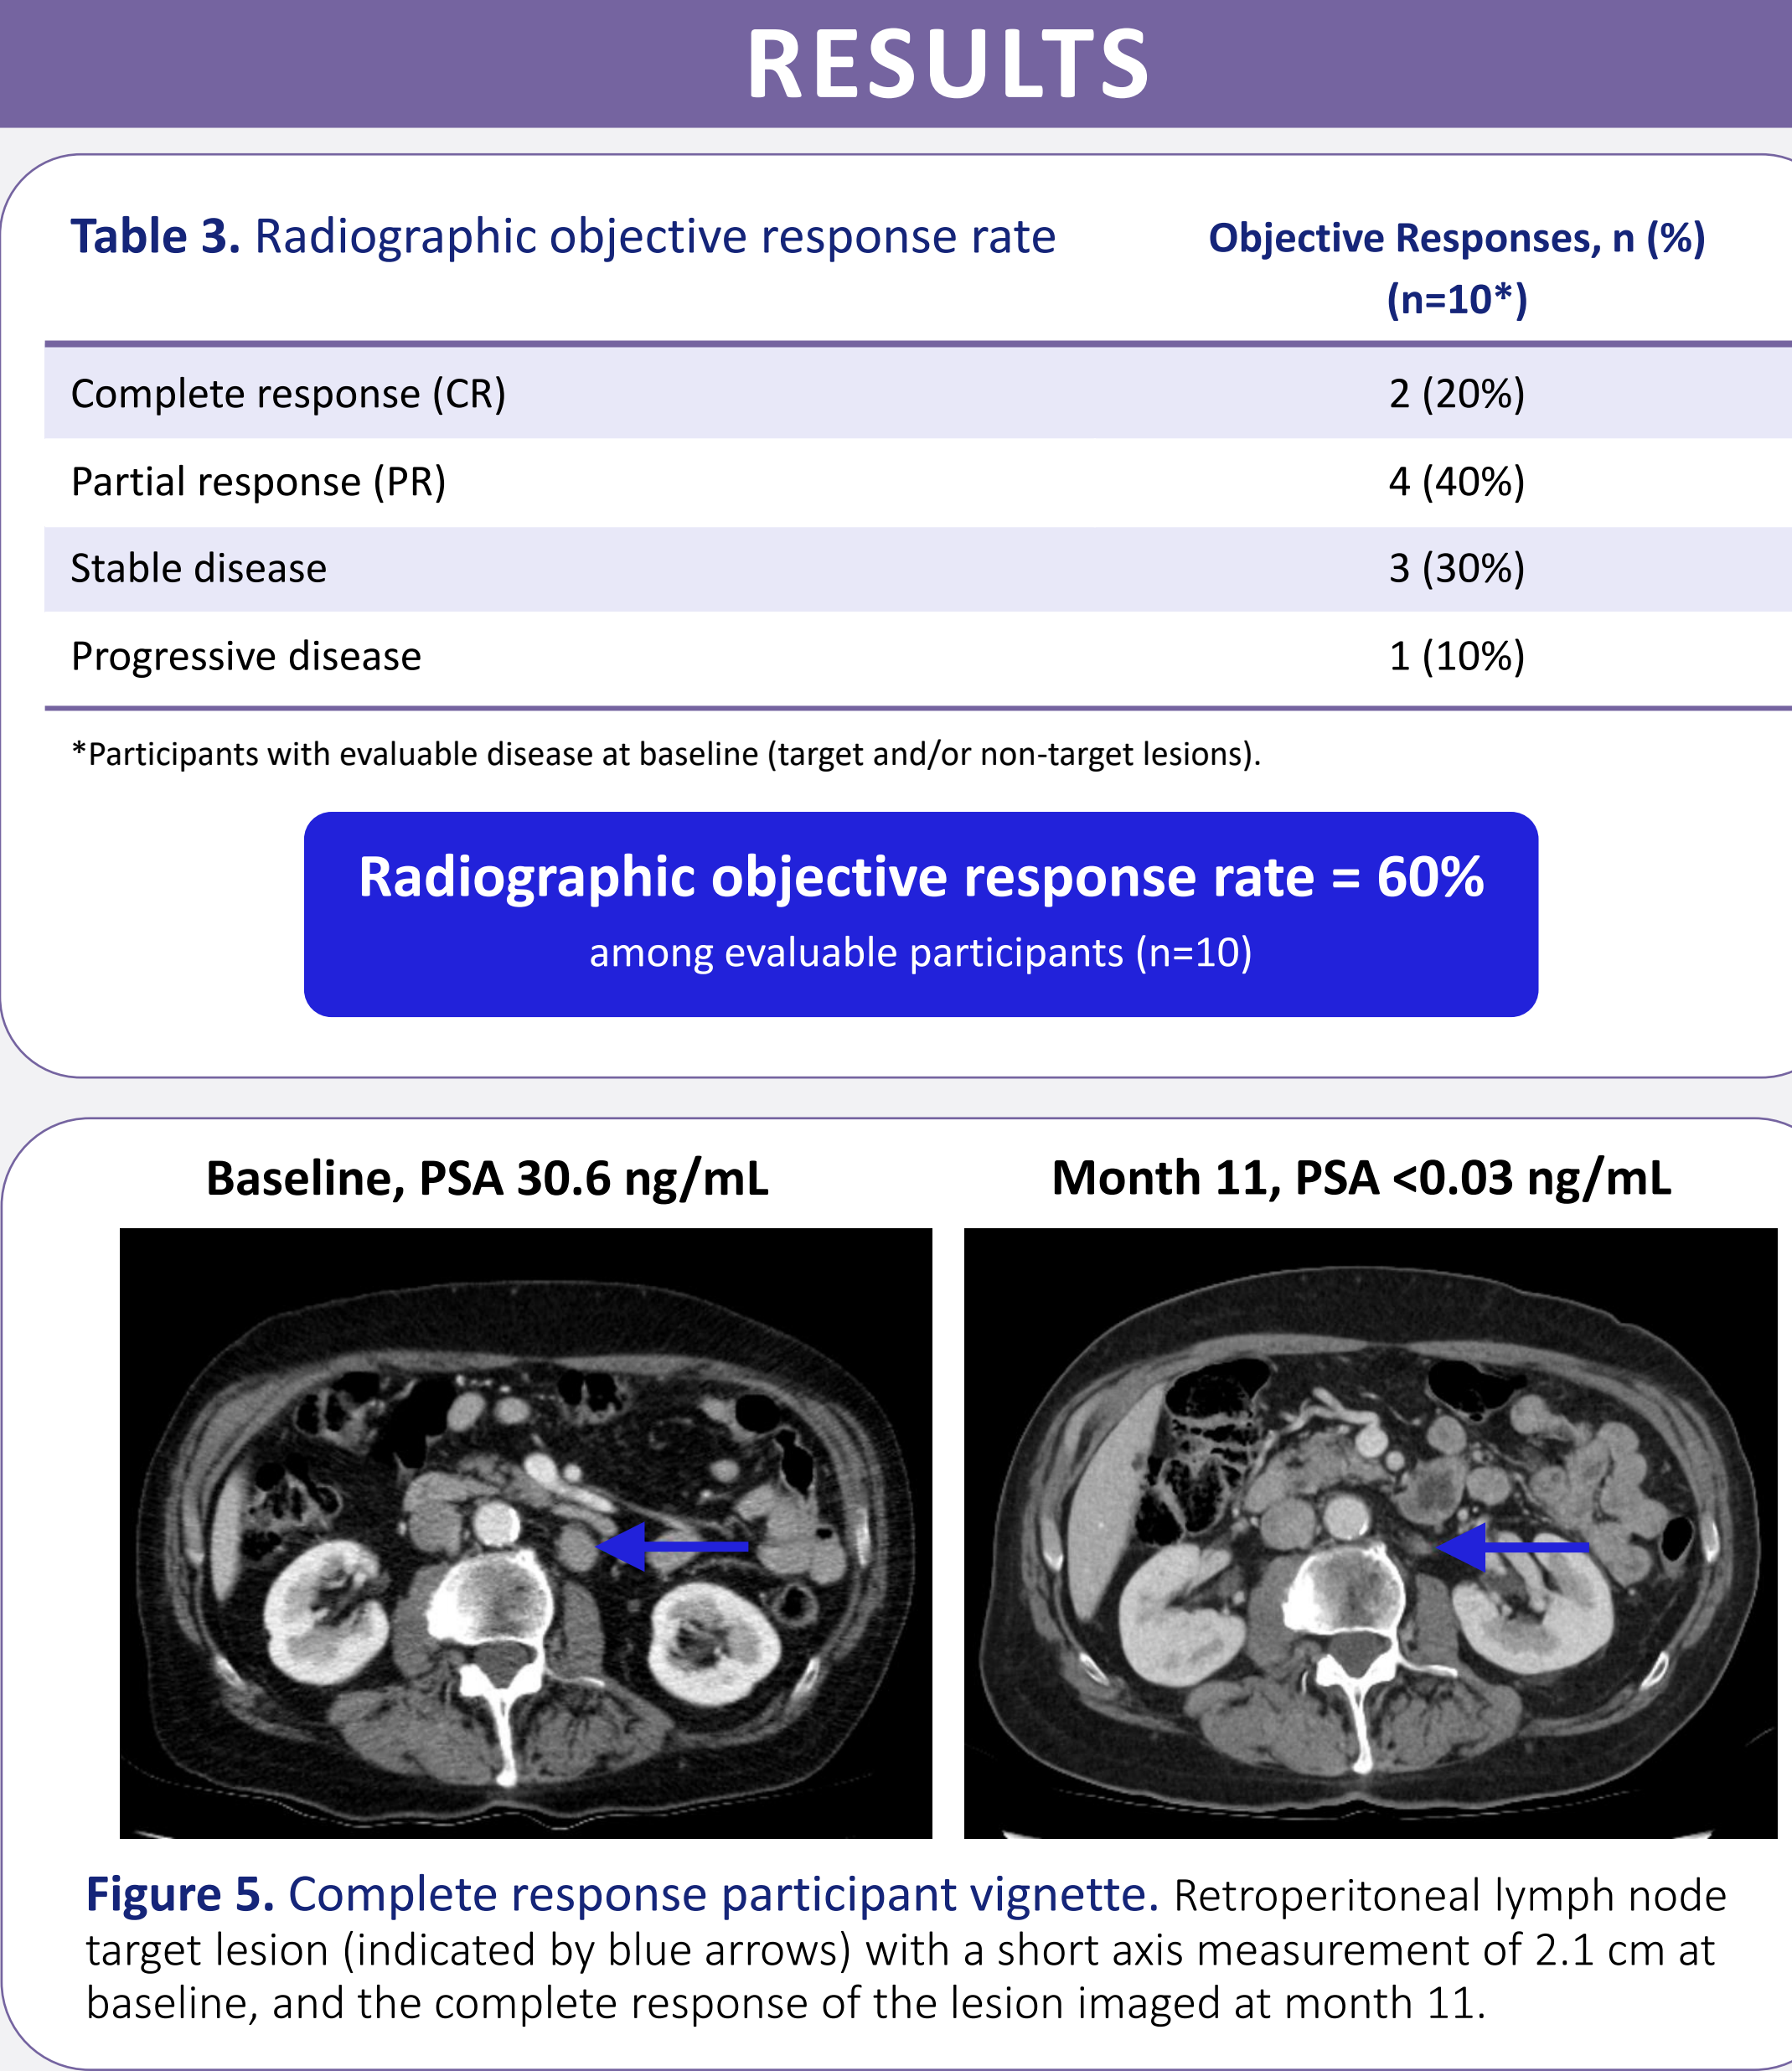 RESULTS
Table 3. Radiographic objective response rate
Objective Responses, n (%)
(n=10*)
Complete response (CR) 2 (20%)
Partial response (PR) 4 (40%)
Stable disease 3 (30%)
Progressive disease 1 (10%)
*Participants with evaluable disease at baseline (target and/or non-target lesions).
Radiographic objective response rate = 60%
among evaluable participants (n=10)
Baseline, PSA 30.6 ng/mL
Month 11, PSA <0.03 ng/mL
Figure 5. Complete response participant vignette. Retroperitoneal lymph node
target lesion (indicated by blue arrows) with a short axis measurement of 2.1 cm at
baseline, and the complete response of the lesion imaged at month 11.